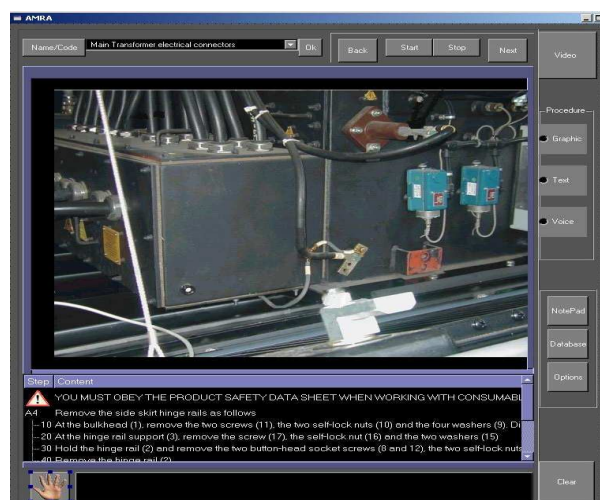 AMRA
Name/Code Main Transformer electrical connectors Ok Back Start Stop Next Video
Procedure
Graphic
Text
Voice
NotePad
Database
Options
Step Content
YOU MUST OBEY THE PRODUCT SAFETY DATA SHEET WHEN WORKING WITH CONSUMABL
A4 Remove the side skirt hinge rails as follows
10 At the bulkhead (1), remove the two screws (11), the two self-lock nuts (10) and the four washers (9). Di
20 At the hinge rail support (3), remove the screw (17), the self-lock nut (16) and the two washers (15)
30 Hold the hinge rail (2) and remove the two button-head socket screws (8 and 12), the two self-lock nuts
40 Remove the hinge rail (2)
Clear